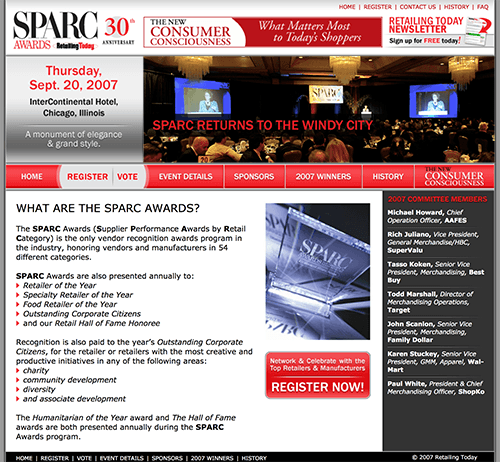 HOME | REGISTER | CONTACT US | HISTORY | FAQ
SPARC
AWARDS Retailing Today
30th
ANNIVERSARY
THE NEW
CONSUMER
CONSCIOUSNESS
What Matters Most
to Today's Shoppers
RETAILING TODAY
NEWSLETTER
Sign up for FREE today!
Thursday,
Sept. 20, 2007
InterContinental Hotel,
Chicago, Illinois
A monument of elegance
& grand style.
SPARC
SPARC RETURNS TO THE WINDY CITY
HOME
REGISTER | VOTE
EVENT DETAILS
SPONSORS
2007 WINNERS
HISTORY
THE NEW
CONSUMER
CONSCIOUSNESS
WHAT ARE THE SPARC AWARDS?
The SPARC Awards (Supplier Performance Awards by Retail
Category) is the only vendor recognition awards program in
the industry, honoring vendors and manufacturers in 54
different categories.
SPARC Awards are also presented annually to:
Retailer of the Year
Specialty Retailer of the Year
Food Retailer of the Year
Outstanding Corporate Citizens
and our Retail Hall of Fame Honoree
Recognition is also paid to the year's Outstanding Corporate
Citizens, for the retailer or retailers with the most creative and
productive initiatives in any of the following areas:
charity
community development
diversity
and associate development
The Humanitarian of the Year award and The Hall of Fame
awards are both presented annually during the SPARC
Awards program.
SPARC
Network & Celebrate with the
Top Retailers & Manufacturers
REGISTER NOW!
2007 COMMITTEE MEMBERS
Michael Howard, Chief
Operation Officer, AAFES
Rich Juliano, Vice President,
General Merchandise/HBC,
SuperValu
Tasso Koken, Senior Vice
President, Merchandising, Best
Buy
Todd Marshall, Director of
Merchandising Operations,
Target
John Scanlon, Senior Vice
President, Merchandising,
Family Dollar
Karen Stuckey, Senior Vice
President, GMM, Apparel, Wal-
Mart
Paul White, President & Chief
Merchandising Officer, ShopKo
HOME | REGISTER | VOTE | EVENT DETAILS | SPONSORS | 2007 WINNERS | HISTORY
© 2007 Retailing Today